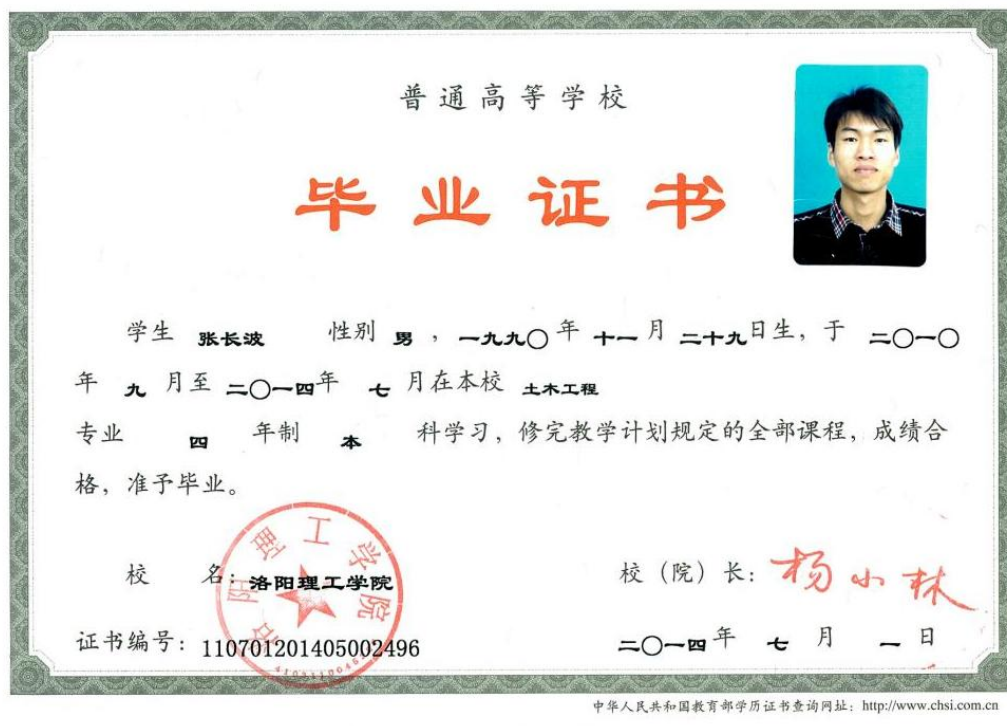 普通高等学校
毕业证书
学生 张长波 性别 男 ，一九九〇年 十一月 二十九日生，于 二〇一〇
年 九 月至 二〇一四年 七 月在本校 土木工程
专业 四 年制 本 科学习，修完教学计划规定的全部课程，成绩合
格，准予毕业。
洛阳理工学院
校 名：洛阳理工学院 校（院）长：杨小林
证书编号：110701201405002496 二〇一四年 七 月 一 日
中华人民共和国教育部学历证书查询网址：http://www.chsi.com.cn